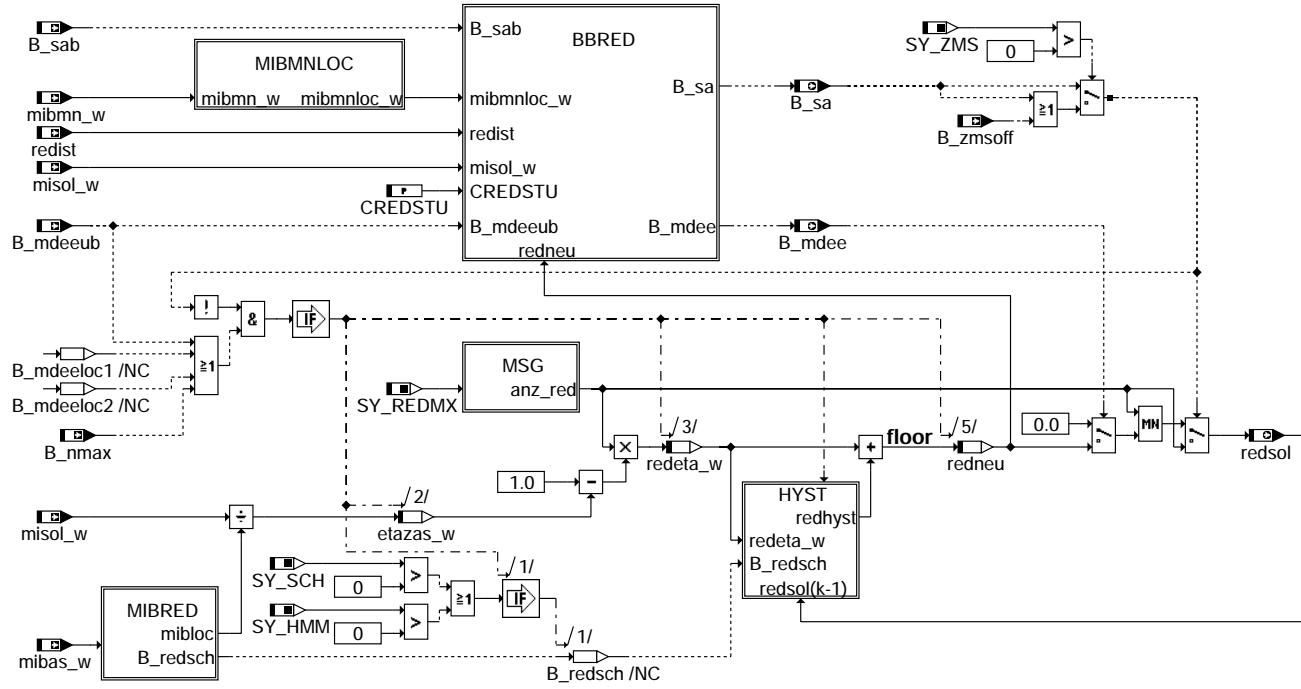 B_sab
MIBMNLOC
mibmn_w mibmnloc_w
mibmn_w
redist
misol_w
P
CREDSTU
B_mdeeub
BBRED
B_sab
mibmnloc_w
redist
misol_w
CREDSTU
B_mdeeub
redneu
B_sa
B_mdee
B_sa
B_mdee
SY_ZMS
0
>
≥1
B_zmsoff
!
&
IF
≥1
B_mdeeloc1 /NC
B_mdeeloc2 /NC
B_nmax
MSG
anz_red
SY_REDMX
/3/
redeta_w
x
1.0
-
+
floor
/5/
redneu
0.0
MN
redsol
misol_w
÷
/2/
etazas_w
HYST
redhyst
redeta_w
B_redsch
redsol(k-1)
SY_SCH
0
>
SY_HMM
0
>
≥1
/1/
IF
/1/
B_redsch /NC
MIBRED
mibloc
B_redsch
mibas_w